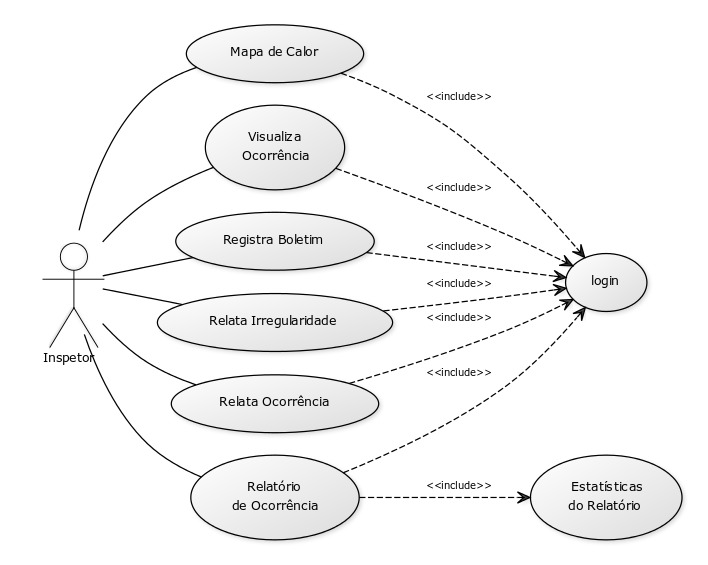 Mapa de Calor
<<include>>
Visualiza
Ocorrência
<<include>>
Registra Boletim
<<include>>
login
<<include>>
Relata Irregularidade
<<include>>
Inspetor
<<include>>
Relata Ocorrência
Relatório
de Ocorrência
<<include>>
Estatísticas
do Relatório